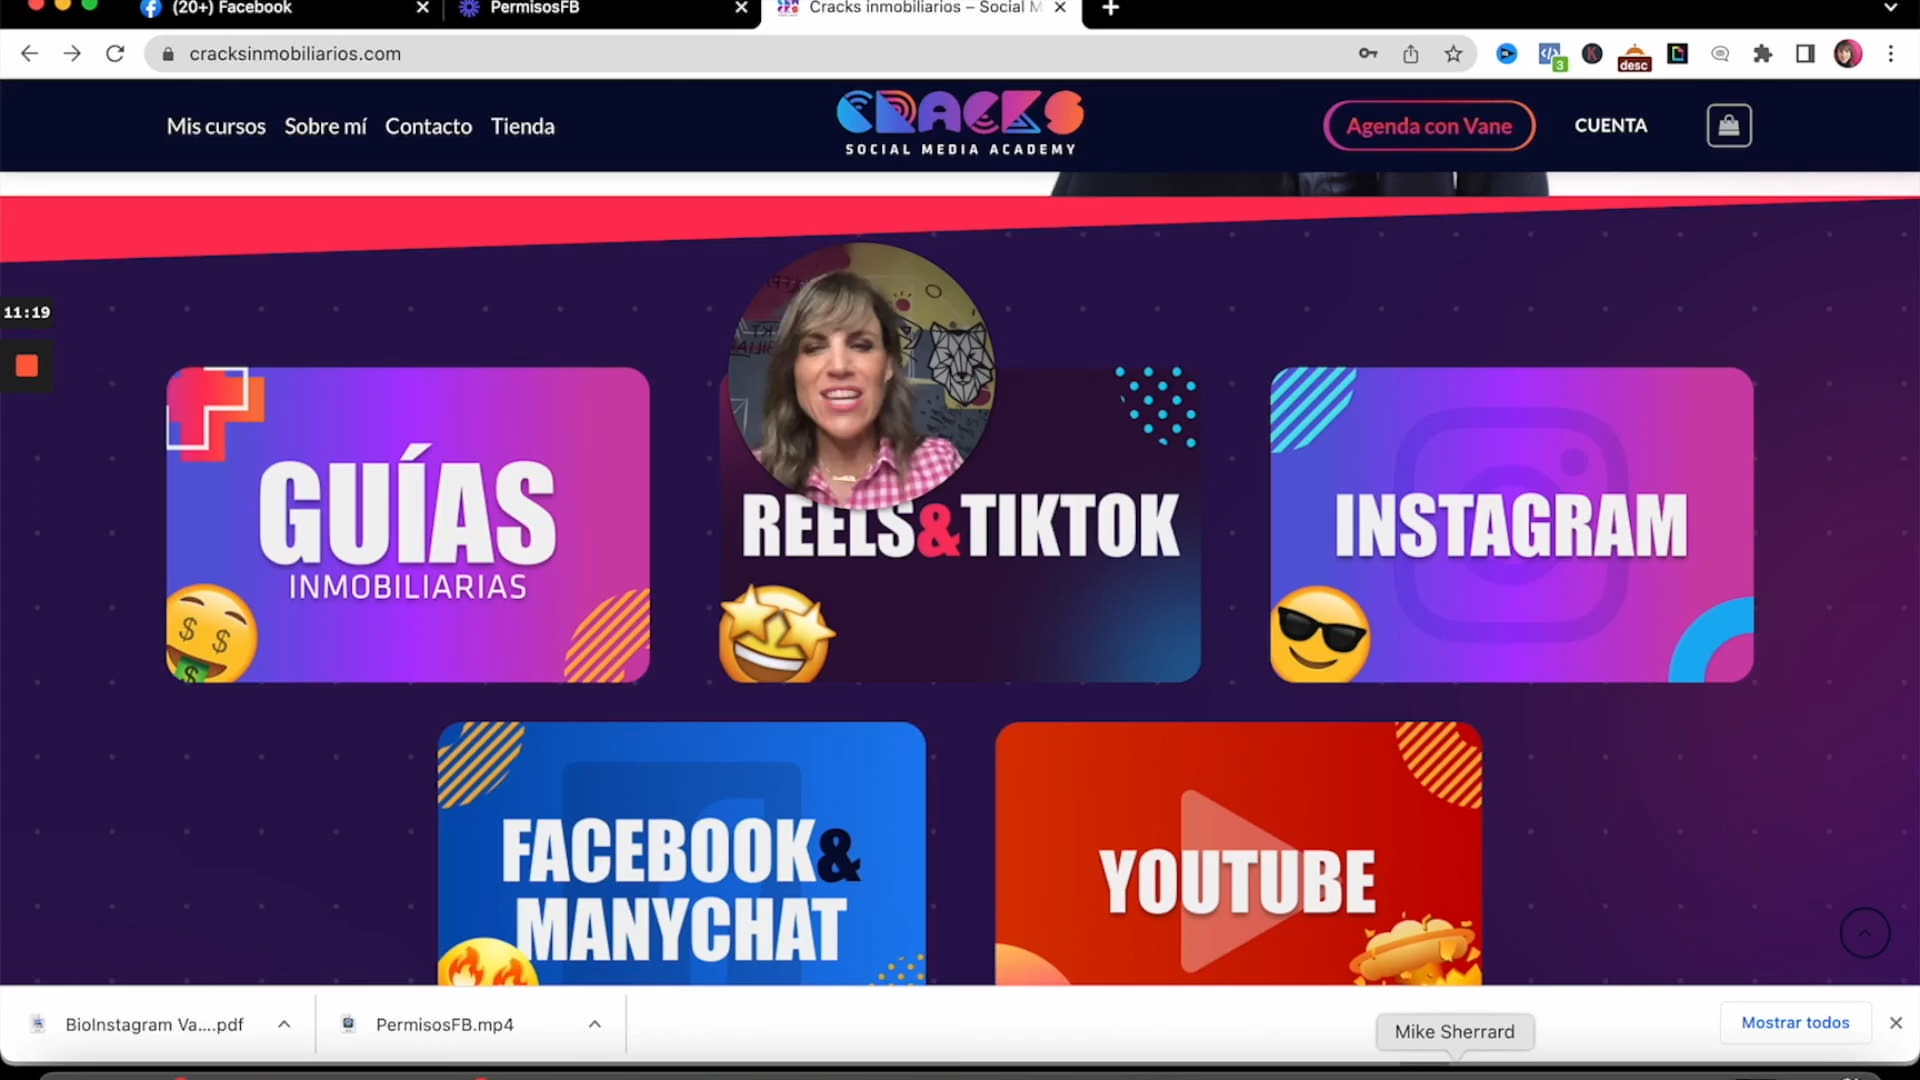 (20+) Facebook
PermisosFB
Cracks inmobiliarios – Social M
cracksinmobiliarios.com
3
desc
Mis cursos
Sobre mí
Contacto
Tienda
CRACKS
SOCIAL MEDIA ACADEMY
Agenda con Vane
CUENTA
11:19
GUÍAS
INMOBILIARIAS
REELS&TIKTOK
INSTAGRAM
FACEBOOK&
MANYCHAT
YOUTUBE
BioInstagram Va....pdf
PermisosFB.mp4
Mike Sherrard
Mostrar todos